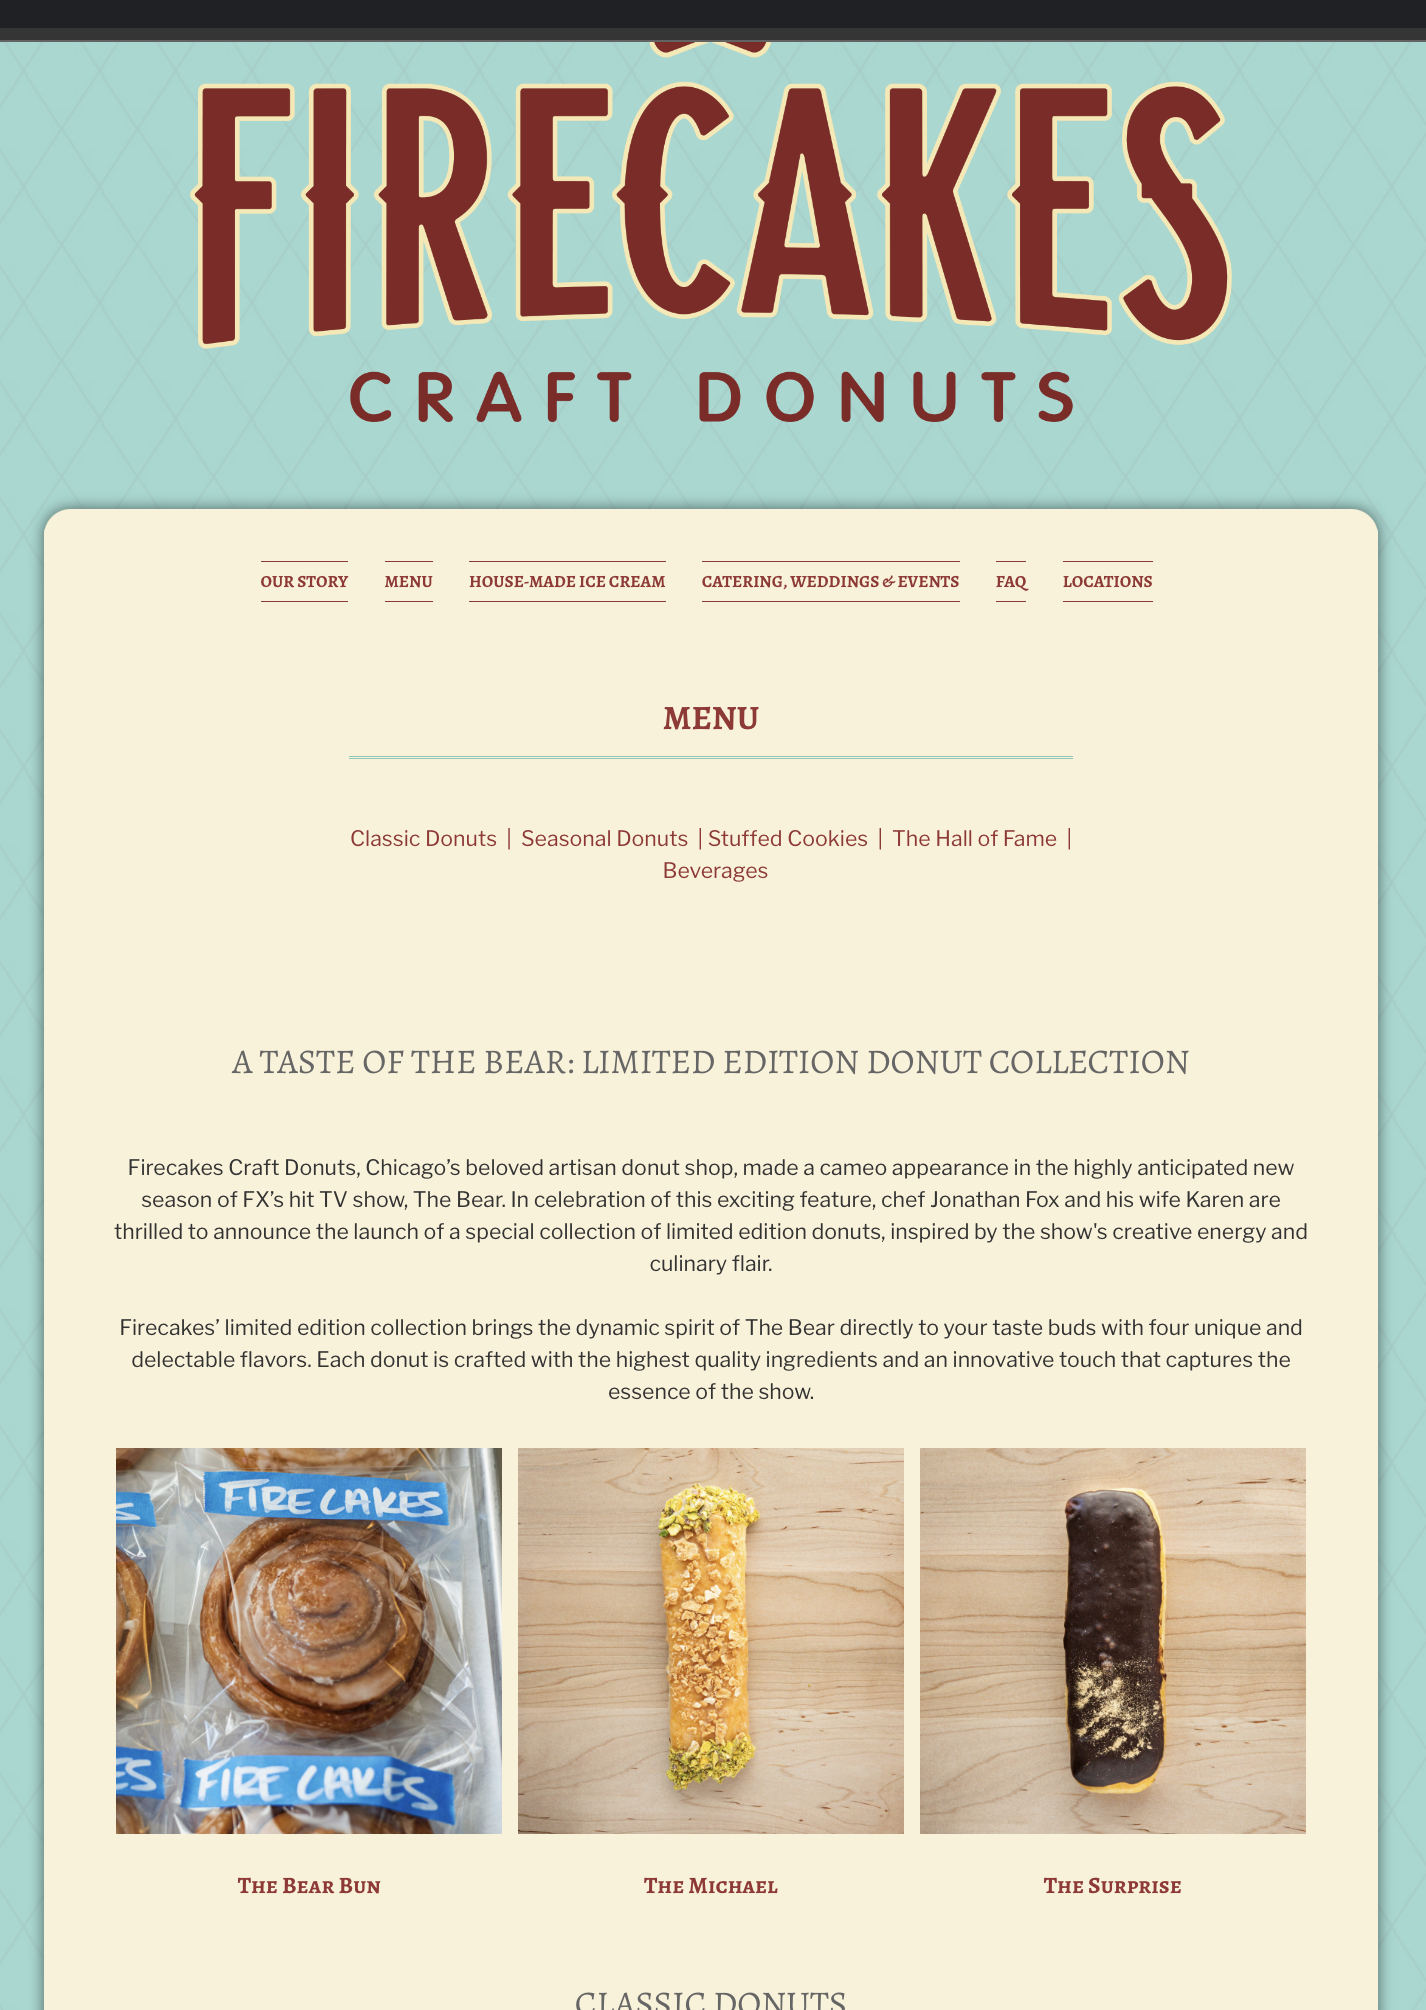 FIRECAKES
CRAFT DONUTS
OUR STORY
MENU
HOUSE-MADE ICE CREAM
CATERING, WEDDINGS & EVENTS
FAQ
LOCATIONS
MENU
Classic Donuts | Seasonal Donuts | Stuffed Cookies | The Hall of Fame |
Beverages
A TASTE OF THE BEAR: LIMITED EDITION DONUT COLLECTION
Firecakes Craft Donuts, Chicago’s beloved artisan donut shop, made a cameo appearance in the highly anticipated new
season of FX’s hit TV show, The Bear. In celebration of this exciting feature, chef Jonathan Fox and his wife Karen are
thrilled to announce the launch of a special collection of limited edition donuts, inspired by the show's creative energy and
culinary flair.
Firecakes’ limited edition collection brings the dynamic spirit of The Bear directly to your taste buds with four unique and
delectable flavors. Each donut is crafted with the highest quality ingredients and an innovative touch that captures the
essence of the show.
S
FIRE CAKES
ES
FIRE CAKES
The Bear Bun
The Michael
The Surprise
CLASSIC DONUTS